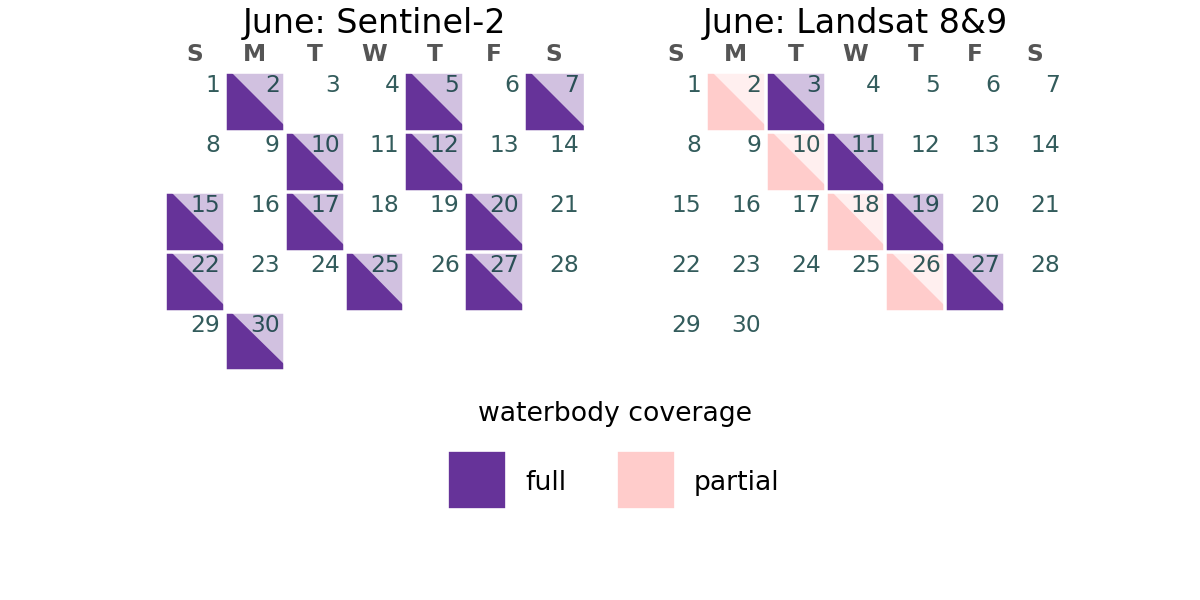 June: Sentinel-2
S M T W T F S
1 2 3 4 5 6 7
8 9 10 11 12 13 14
15 16 17 18 19 20 21
22 23 24 25 26 27 28
29 30
June: Landsat 8&9
S M T W T F S
1 2 3 4 5 6 7
8 9 10 11 12 13 14
15 16 17 18 19 20 21
22 23 24 25 26 27 28
29 30
waterbody coverage
full partial